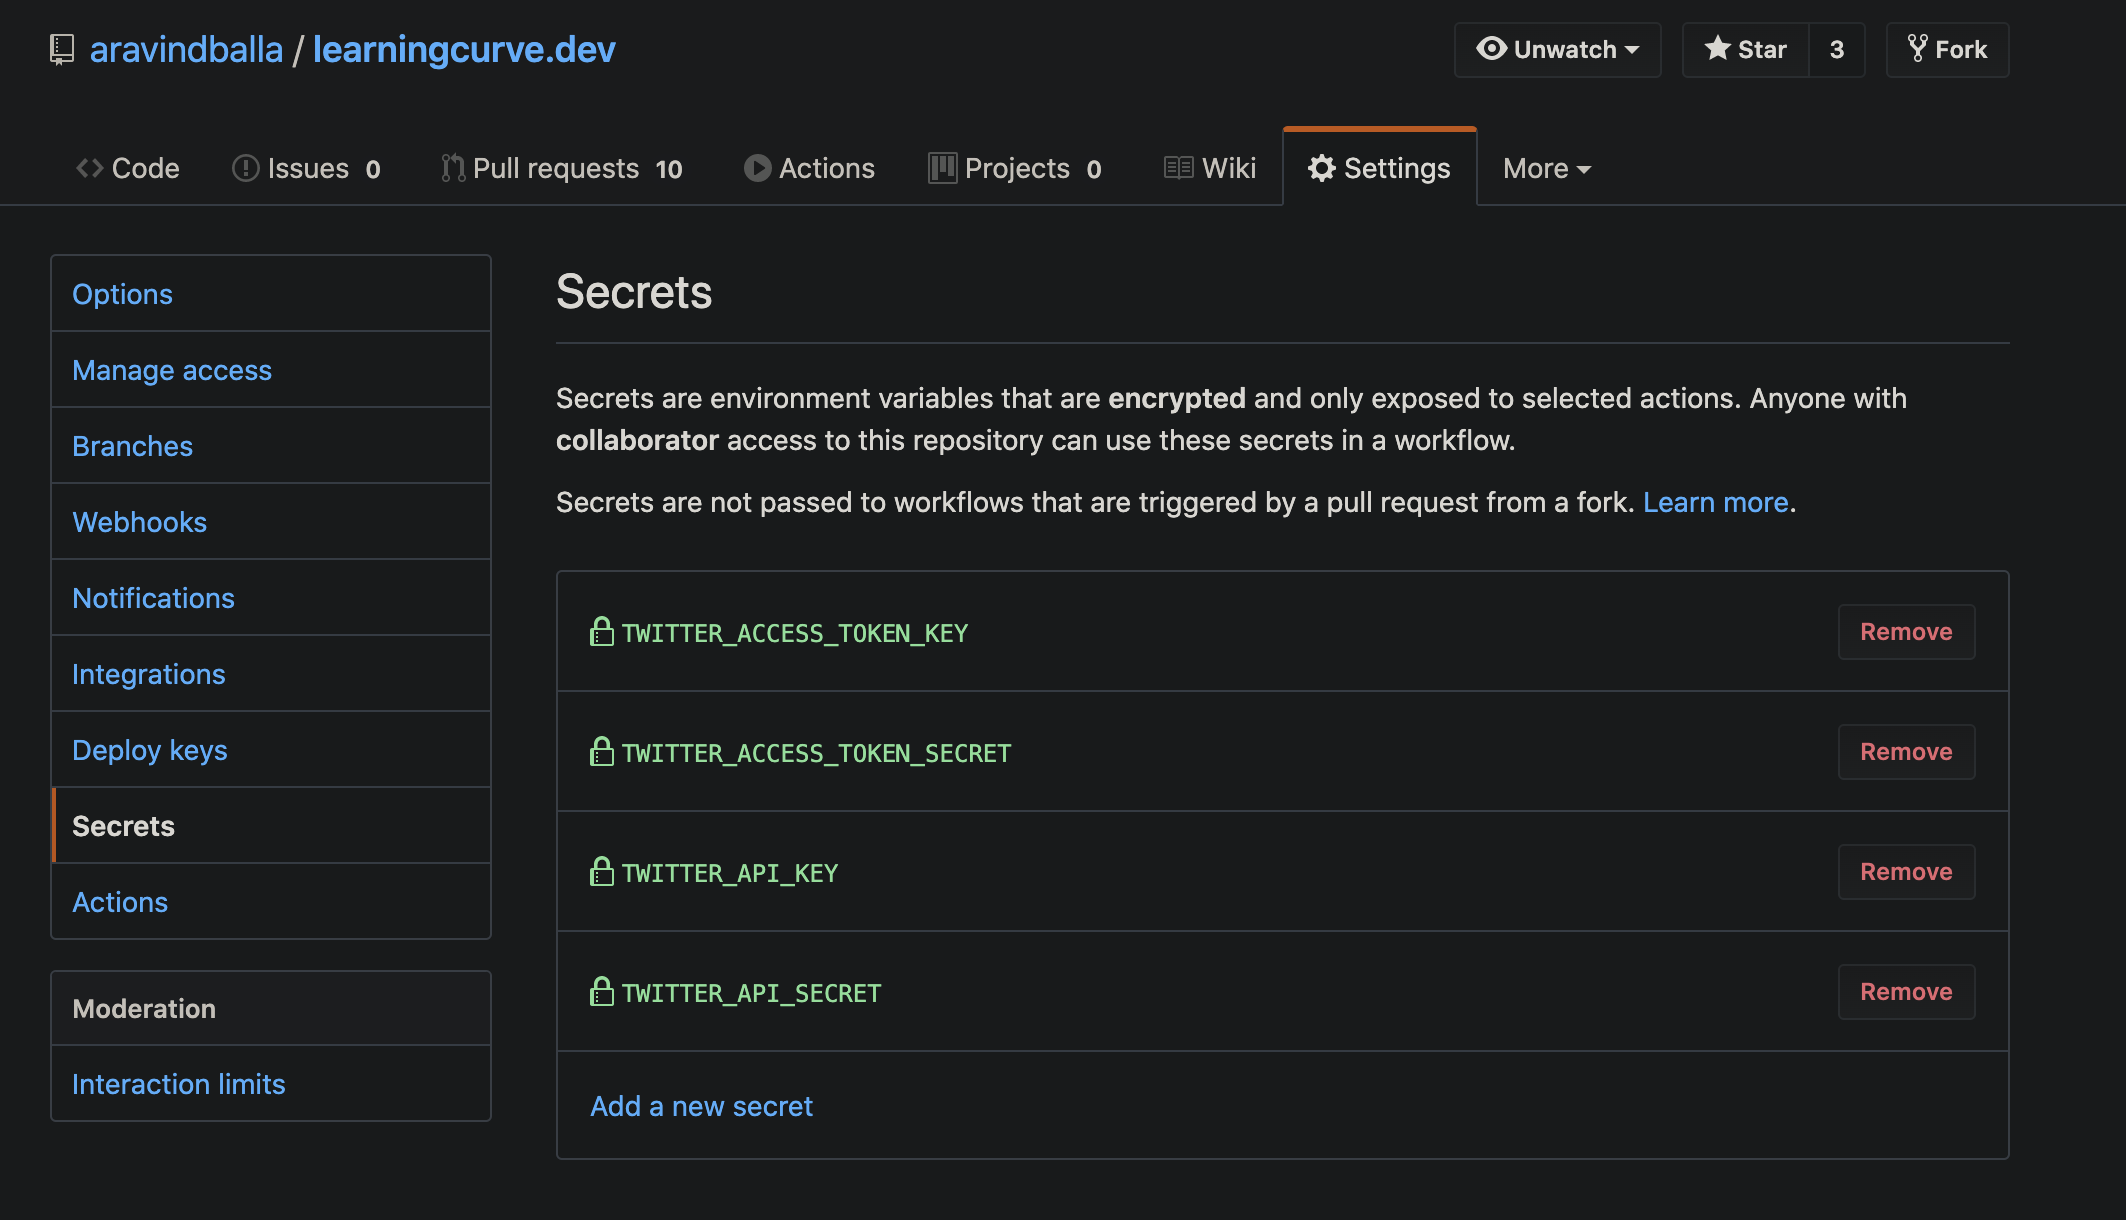 aravindballa / learningcurve.dev
Unwatch
Star 3
Fork
Code
Issues 0
Pull requests 10
Actions
Projects 0
Wiki
Settings
More
Options
Manage access
Branches
Webhooks
Notifications
Integrations
Deploy keys
Secrets
Actions
Moderation
Interaction limits
Secrets
Secrets are environment variables that are encrypted and only exposed to selected actions. Anyone with
collaborator access to this repository can use these secrets in a workflow.
Secrets are not passed to workflows that are triggered by a pull request from a fork. Learn more.
TWITTER_ACCESS_TOKEN_KEY
Remove
TWITTER_ACCESS_TOKEN_SECRET
Remove
TWITTER_API_KEY
Remove
TWITTER_API_SECRET
Remove
Add a new secret